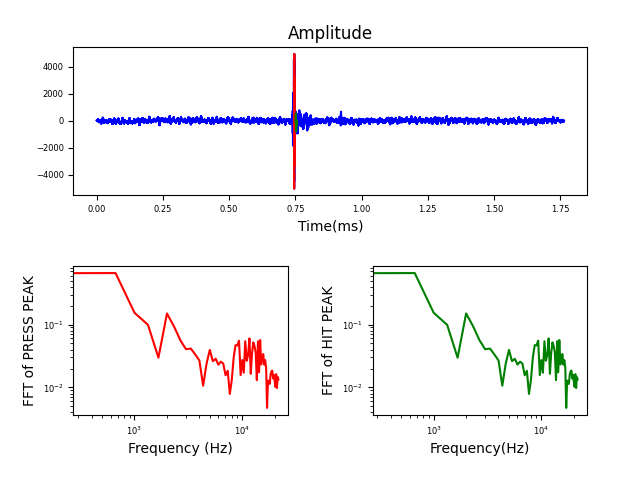 Amplitude
4000
2000
0
−2000
−4000
0.00 0.25 0.50 0.75 1.00 1.25 1.50 1.75
Time(ms)
FFT of PRESS PEAK
10⁻¹
10⁻²
10³ 10⁴
Frequency (Hz)
FFT of HIT PEAK
10⁻¹
10⁻²
10³ 10⁴
Frequency(Hz)